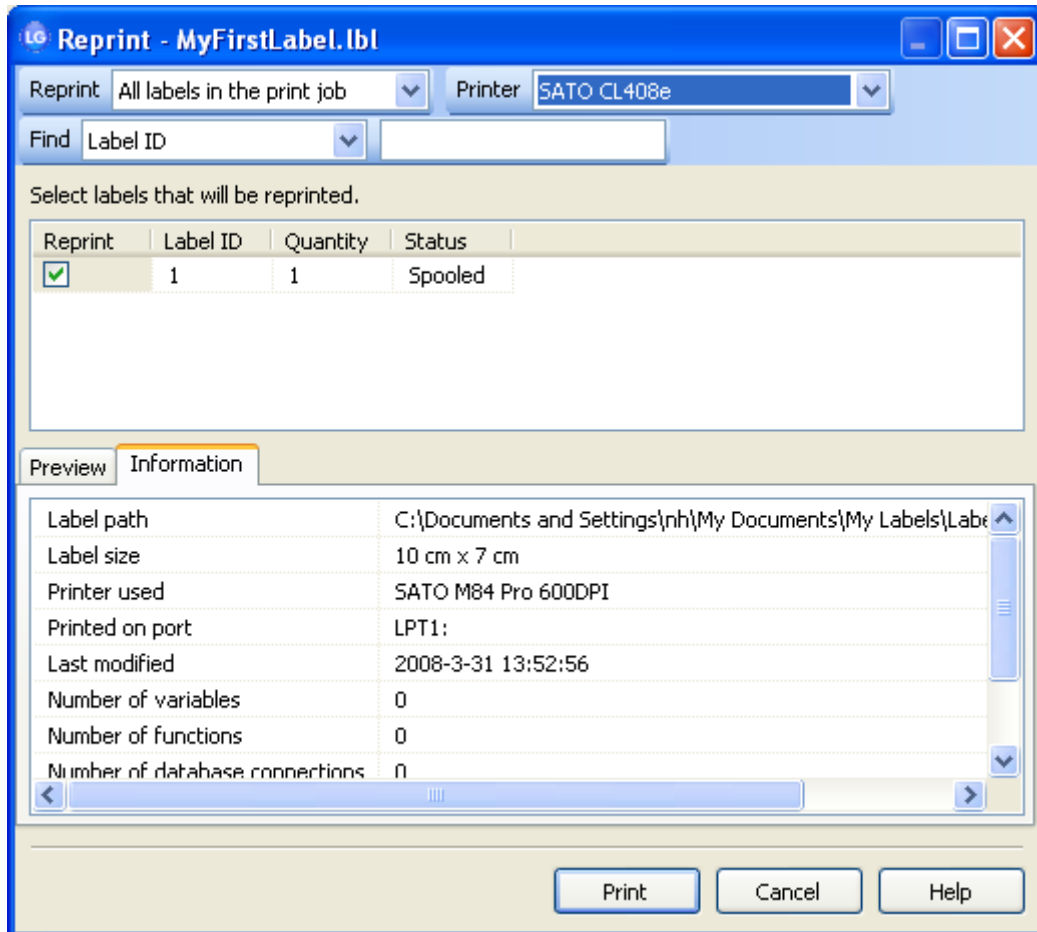 LG Reprint - MyFirstLabel.lbl
Reprint All labels in the print job Printer SATO CL408e
Find Label ID
Select labels that will be reprinted.
Reprint Label ID Quantity Status
1 1 Spooled
Preview Information
Label path C:\Documents and Settings\nh\My Documents\My Labels\Labe
Label size 10 cm x 7 cm
Printer used SATO M84 Pro 600DPI
Printed on port LPT1:
Last modified 2008-3-31 13:52:56
Number of variables 0
Number of functions 0
Number of database connections 0
Print Cancel Help